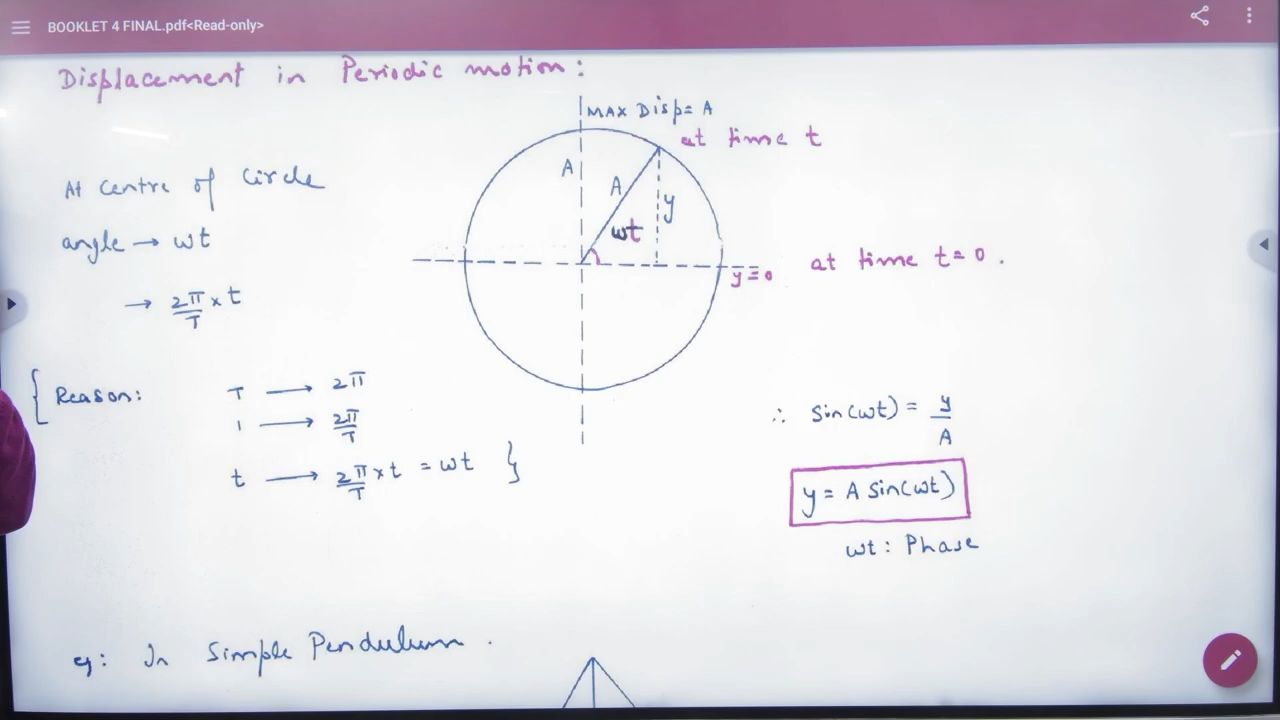 BOOKLET 4 FINAL.pdf<Read-only>
Displacement in Periodic motion:
MAX Disp= A
at time t
A
A
y
ωt
y=0 at time t=0.
At Centre of Circle
angle → ωt
→ 2π/T × t
Reason: T → 2π
1 → 2π/T
t → 2π/T × t = ωt
∴ Sin(ωt) = y/A
y = A Sin(ωt)
ωt : Phase
eg: In Simple Pendulum.